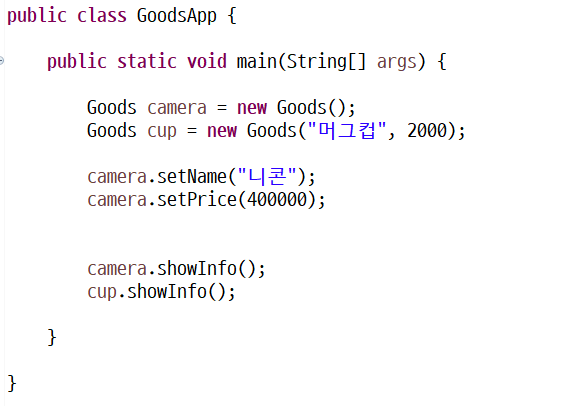 public class GoodsApp {
public static void main(String[] args) {
Goods camera = new Goods();
Goods cup = new Goods("머그컵", 2000);
camera.setName("니콘");
camera.setPrice(400000);
camera.showInfo();
cup.showInfo();
}
}